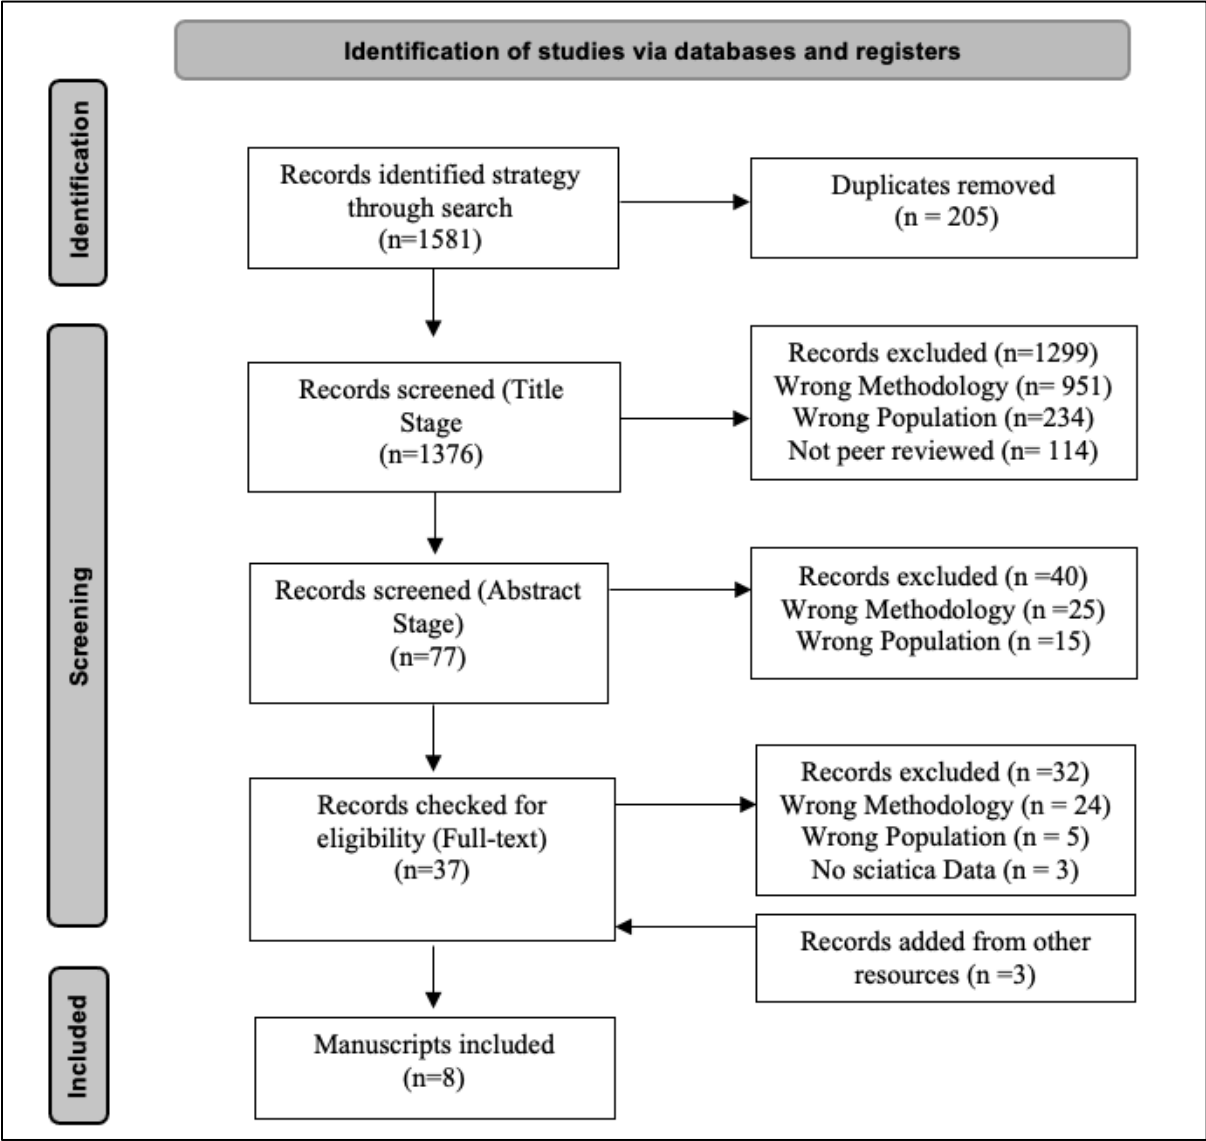 Identification of studies via databases and registers
Identification
Records identified strategy
through search
(n=1581)
Duplicates removed
(n = 205)
Screening
Records screened (Title
Stage
(n=1376)
Records excluded (n=1299)
Wrong Methodology (n= 951)
Wrong Population (n=234)
Not peer reviewed (n= 114)
Records screened (Abstract
Stage)
(n=77)
Records excluded (n =40)
Wrong Methodology (n =25)
Wrong Population (n =15)
Records checked for
eligibility (Full-text)
(n=37)
Records excluded (n =32)
Wrong Methodology (n = 24)
Wrong Population (n = 5)
No sciatica Data (n = 3)
Records added from other
resources (n =3)
Included
Manuscripts included
(n=8)